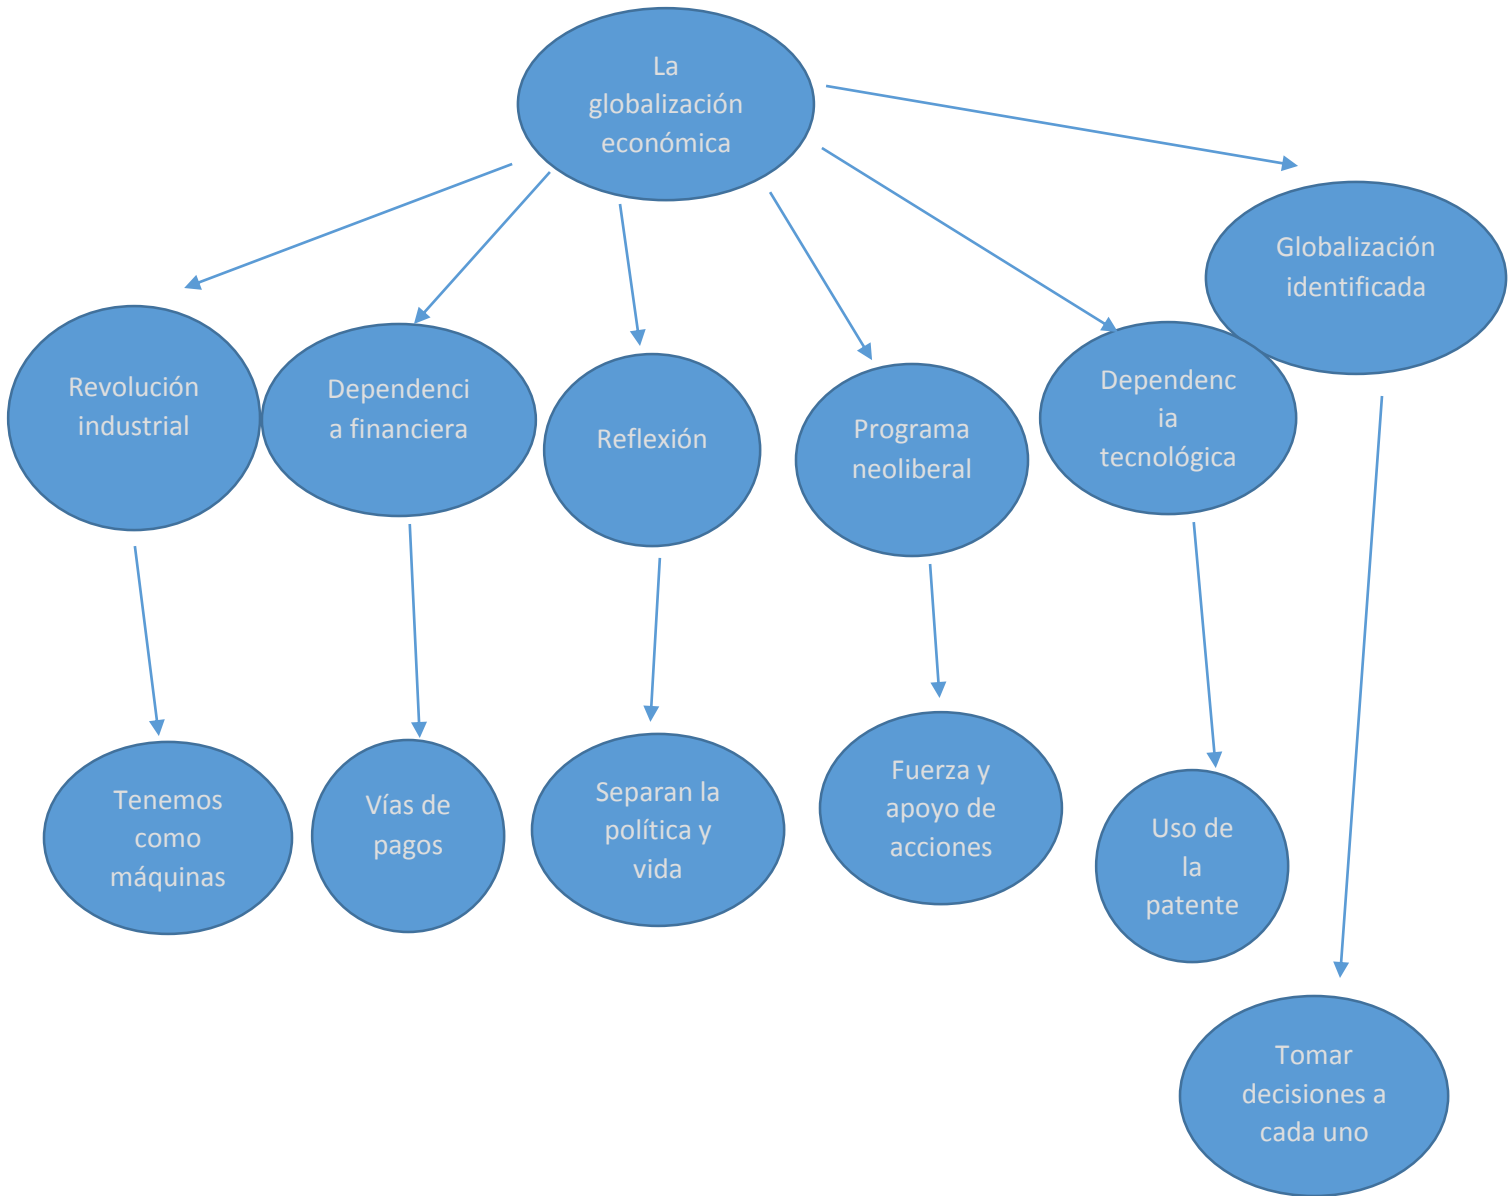 La
globalización
económica
Globalización
identificada
Revolución
industrial
Dependenci
a financiera
Reflexión
Programa
neoliberal
Dependenc
ia
tecnológica
Tenemos
como
máquinas
Vías de
pagos
Separan la
política y
vida
Fuerza y
apoyo de
acciones
Uso de
la
patente
Tomar
decisiones a
cada uno